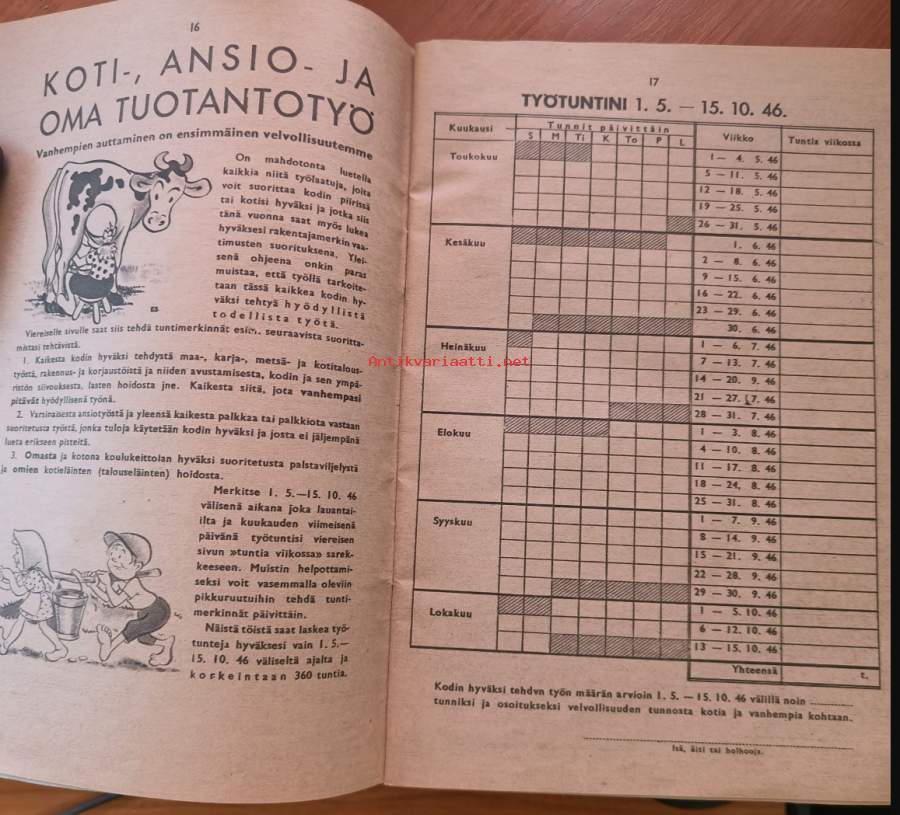 16
KOTI-, ANSIO- JA
OMA TUOTANTOTYÖ
Vanhempien auttaminen on ensimmäinen velvollisuutemme
On mahdotonta luetella
kaikkia niitä työlaatuja, joita
voit suorittaa kodin piirissä
tai kotisi hyväksi ja jotka siis
tänä vuonna saat myös lukea
hyväksesi rakentajamerkin vaa-
timusten suorituksena. Ylei-
senä ohjeena onkin paras
muistaa, että työllä tarkoite-
taan tässä kaikkea kodin hy-
väksi tehtyä hyödyllistä
todellista työtä.
Viereiselle sivulle saat siis tehdä tuntimerkinnät esim. seuraavista suoritta-
mistasi tehtävistä.
1. Kaikesta kodin hyväksi tehdystä maa-, karja-, metsä- ja kotitalous-
työstä, rakennus- ja korjaustöistä ja niiden avustamisesta, kodin ja sen ympä-
ristön siivouksesta, lasten hoidosta jne. Kaikesta siitä, jota vanhempasi
pitävät hyödyllisenä työnä.
2. Varsinaisesta ansiotyöstä ja yleensä kaikesta palkkaa tai palkkiota vastaan
suoritetusta työstä, jonka tuloja käytetään kodin hyväksi ja josta ei jäljempänä
lueta erikseen pisteitä.
3. Omasta ja kotona koulukeittolan hyväksi suoritetusta palstaviljelystä
ja omien kotieläinten (talouseläinten) hoidosta.
Merkitse 1. 5.—15. 10. 46
välisenä aikana joka lauantai-
ilta ja kuukauden viimeisenä
päivänä työtuntisi viereisen
sivun »tuntia viikossa» sarek-
keeseen. Muistin helpottami-
seksi voit vasemmalla oleviin
pikkuruutuihin tehdä tunti-
merkinnät päivittäin.
Näistä töistä saat laskea työ-
tunteja hyväksesi vain 1. 5.—
15. 10. 46 väliseltä ajalta ja
korkeintaan 360 tuntia.
17
TYÖTUNTINI 1. 5. — 15. 10. 46.
Kuukausi Tunnit päivittäin Viikko Tuntia viikossa
S M Ti K To P L
Toukokuu 1 — 4. 5. 46
5 — 11. 5. 46
12 — 18. 5. 46
19 — 25. 5. 46
26 — 31. 5. 46
Kesäkuu 1. 6. 46
2 — 8. 6. 46
9 — 15. 6. 46
16 — 22. 6. 46
23 — 29. 6. 46
30. 6. 46
Heinäkuu 1 — 6. 7. 46
7 — 13. 7. 46
14 — 20. 9. 46
21 — 27. 7. 46
28 — 31. 7. 46
Elokuu 1 — 3. 8. 46
4 — 10. 8. 46
11 — 17. 8. 46
18 — 24. 8. 46
25 — 31. 8. 46
Syyskuu 1 — 7. 9. 46
8 — 14. 9. 46
15 — 21. 9. 46
22 — 28. 9. 46
29 — 30. 9. 46
Lokakuu 1 — 5. 10. 46
6 — 12. 10. 46
13 — 15. 10. 46
Yhteensä t.
Kodin hyväksi tehdyn työn määrän arvioin 1. 5. — 15. 10. 46 välillä noin
tunniksi ja osoitukseksi velvollisuuden tunnosta kotia ja vanhempia kohtaan.
Isä, äiti tai holhooja.
Antikvariaatti.net